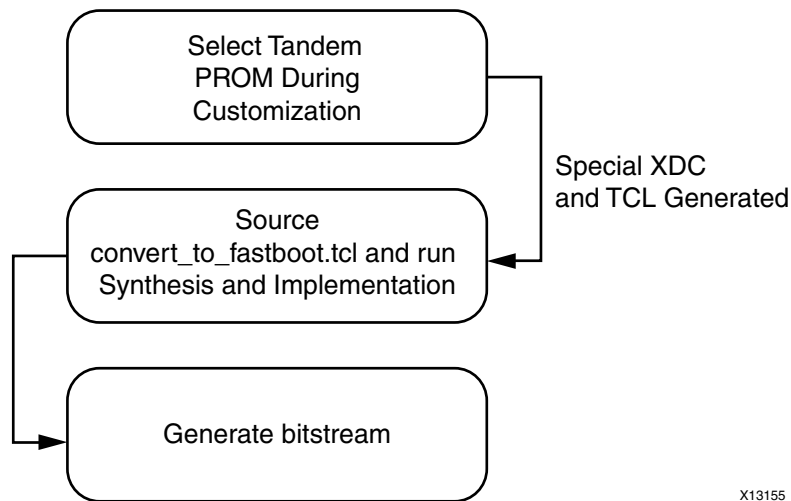 Select Tandem
PROM During
Customization
Special XDC
and TCL Generated
Source
convert_to_fastboot.tcl and run
Synthesis and Implementation
Generate bitstream
X13155